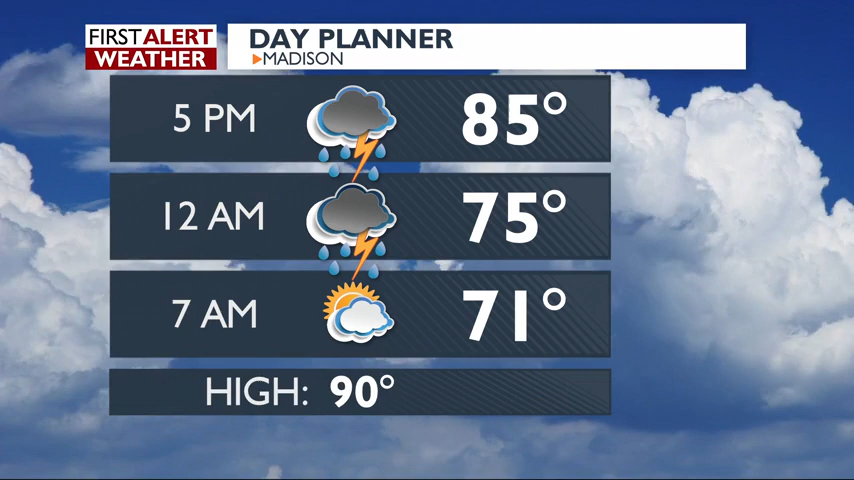 FIRST ALERT
WEATHER
DAY PLANNER
MADISON
5 PM 85°
12 AM 75°
7 AM 71°
HIGH: 90°